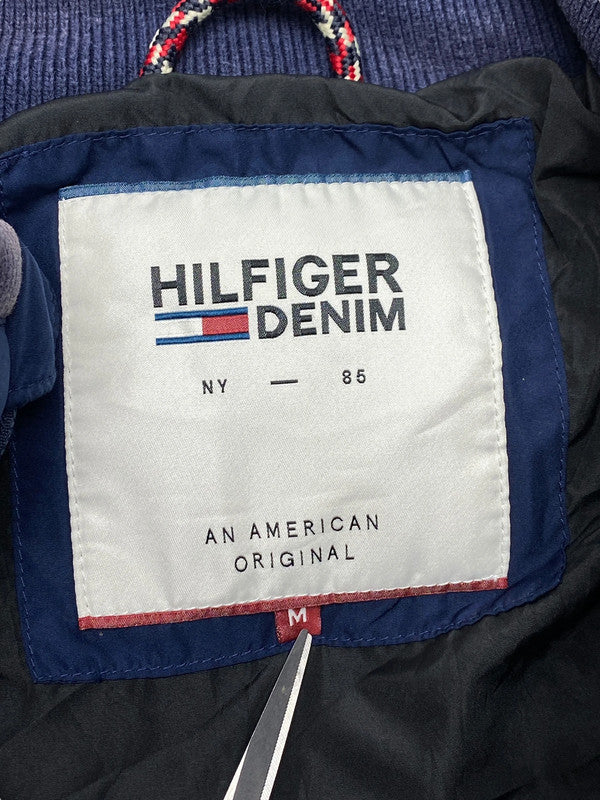 HILFIGER
DENIM
NY — 85
AN AMERICAN
ORIGINAL
M